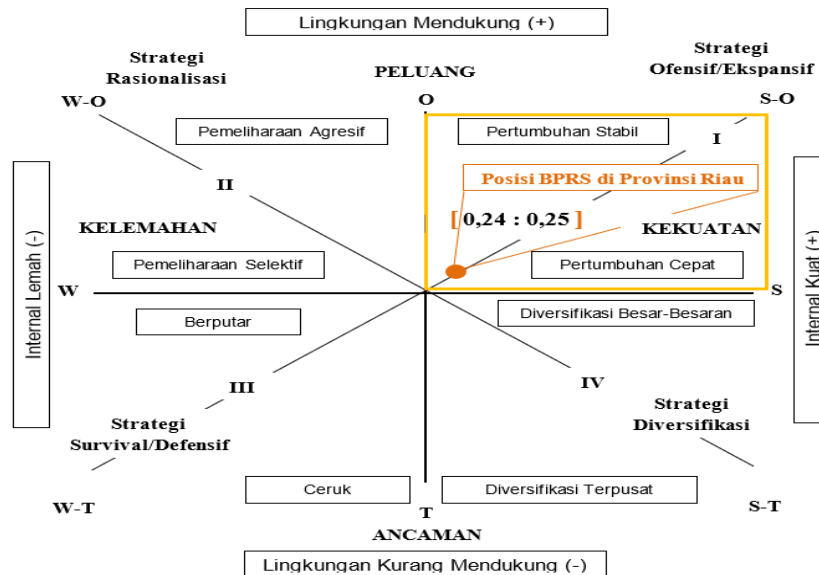 Lingkungan Mendukung (+)
Strategi
Rasionalisasi
PELUANG
Strategi
Ofensif/Ekspansif
W-O
O
S-O
Pemeliharaan Agresif
Pertumbuhan Stabil
I
II
Posisi BPRS di Provinsi Riau
[ 0,24 : 0,25 ]
KELEMAHAN
KEKUATAN
Internal Lemah (-)
Internal Kuat (+)
Pemeliharaan Selektif
Pertumbuhan Cepat
W
S
Berputar
Diversifikasi Besar-Besaran
III
IV
Strategi
Survival/Defensif
Strategi
Diversifikasi
Ceruk
Diversifikasi Terpusat
W-T
T
S-T
ANCAMAN
Lingkungan Kurang Mendukung (-)